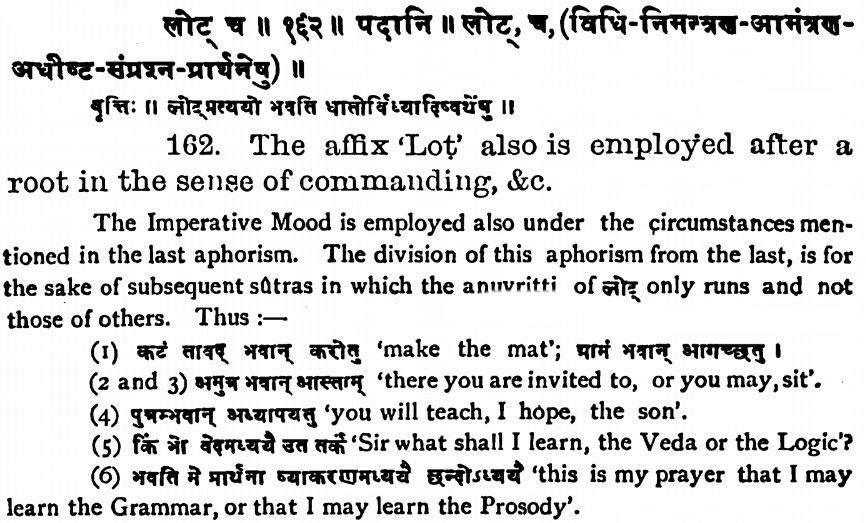 लोट् च ॥ १६२ ॥ पदानि ॥ लोट्, च, (विधि-निमन्त्रण-आमंत्रण-
अधीष्ट-संप्रश्न-प्रार्थनेषु) ॥
वृत्तिः ॥ लोट्प्रत्ययो भवति धातोर्विध्यादिष्वर्थेषु ॥
162. The affix 'Loṭ' also is employed after a
root in the sense of commanding, &c.
The Imperative Mood is employed also under the circumstances men-
tioned in the last aphorism. The division of this aphorism from the last, is for
the sake of subsequent sûtras in which the anuvritti of लोट् only runs and not
those of others. Thus :—
(1) कटं तावद् भवान् करोतु 'make the mat'; ग्रामं भवान् आगच्छतु ।
(2 and 3) अमुत्र भवान् आस्ताम् 'there you are invited to, or you may, sit'.
(4) पुत्रम्भवान् अध्यापयतु 'you will teach, I hope, the son'.
(5) किं भो वेदमध्ययै उत तर्कं 'Sir what shall I learn, the Veda or the Logic'?
(6) भवति मे प्रार्थना व्याकरणमध्ययै छन्दोऽध्ययै 'this is my prayer that I may
learn the Grammar, or that I may learn the Prosody'.